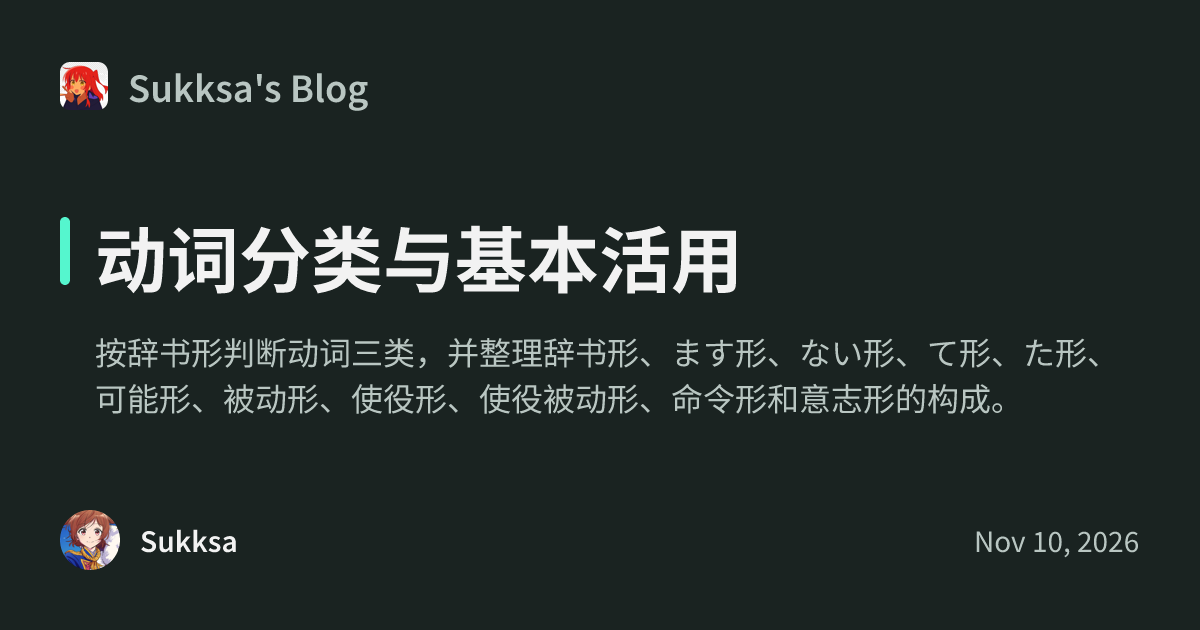 Sukksa's Blog
动词分类与基本活用
按辞书形判断动词三类，并整理辞书形、ます形、ない形、て形、た形、
可能形、被动形、使役形、使役被动形、命令形和意志形的构成。
Sukksa
Nov 10, 2026